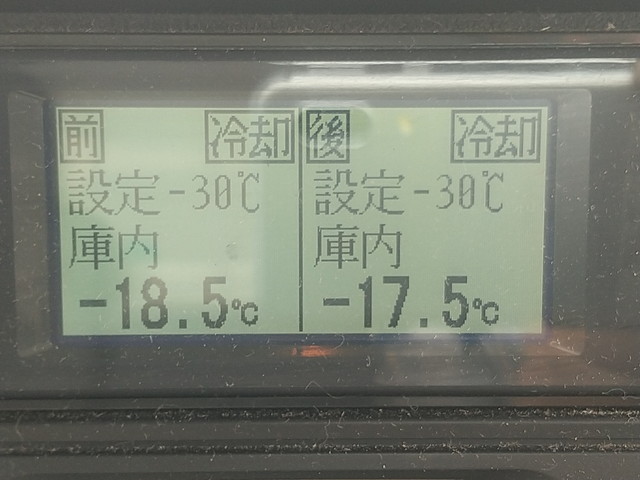 前 冷却 後 冷却
設定 -30℃ 設定 -30℃
庫内 庫内
-18.5℃ -17.5℃